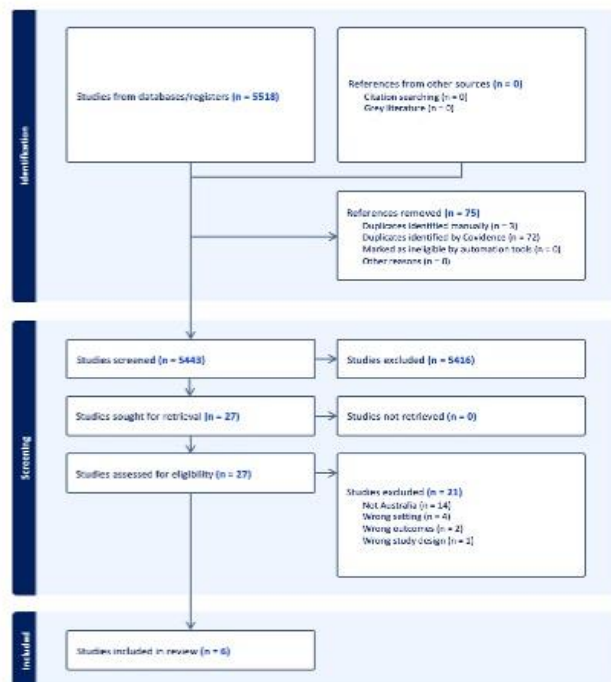 Identification
Studies from databases/registers (n = 5518)
References from other sources (n = 0)
Citation searching (n = 0)
Grey literature (n = 0)
References removed (n = 75)
Duplicates identified manually (n = 3)
Duplicates identified by Covidence (n = 72)
Marked as ineligible by automation tools (n = 0)
Other reasons (n = 0)
Screening
Studies screened (n = 5443)
Studies excluded (n = 5416)
Studies sought for retrieval (n = 27)
Studies not retrieved (n = 0)
Studies assessed for eligibility (n = 27)
Studies excluded (n = 21)
Not Australia (n = 14)
Wrong setting (n = 4)
Wrong outcomes (n = 2)
Wrong study design (n = 1)
Included
Studies included in review (n = 6)